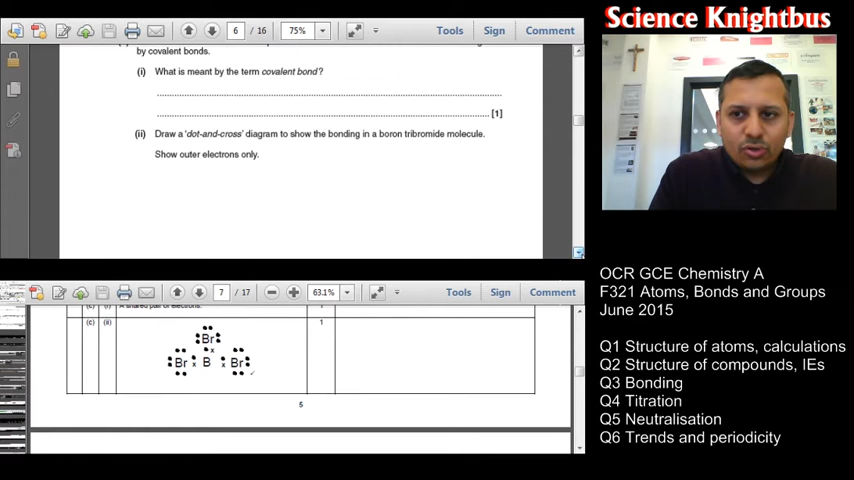 Science Knightbus
6 / 16
75%
Tools
Sign
Comment
by covalent bonds.
(i) What is meant by the term covalent bond?
[1]
(ii) Draw a 'dot-and-cross' diagram to show the bonding in a boron tribromide molecule.
Show outer electrons only.
7 / 17
63.1%
Tools
Sign
Comment
(c) (i) A shared pair of electrons. 1
(c) (ii) 1
Br
x
Br x B x Br
5
OCR GCE Chemistry A
F321 Atoms, Bonds and Groups
June 2015
Q1 Structure of atoms, calculations
Q2 Structure of compounds, IEs
Q3 Bonding
Q4 Titration
Q5 Neutralisation
Q6 Trends and periodicity